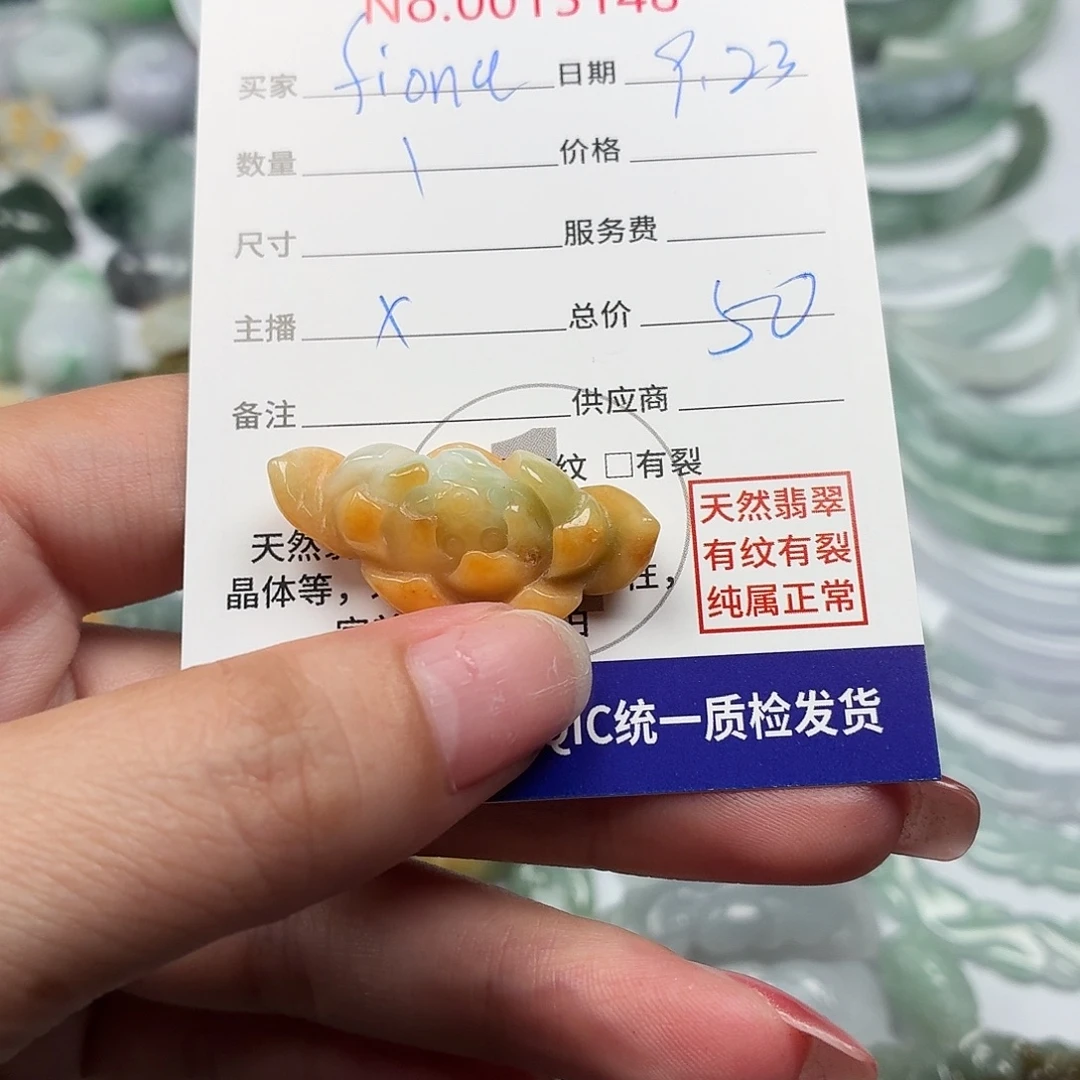 买家 fiona 日期 9.23
数量 1 价格
尺寸 服务费
主播 X 总价 50
备注 供应商
纹 □有裂
天然翡翠
有纹有裂
纯属正常
天然
晶体等，
QIC统一质检发货